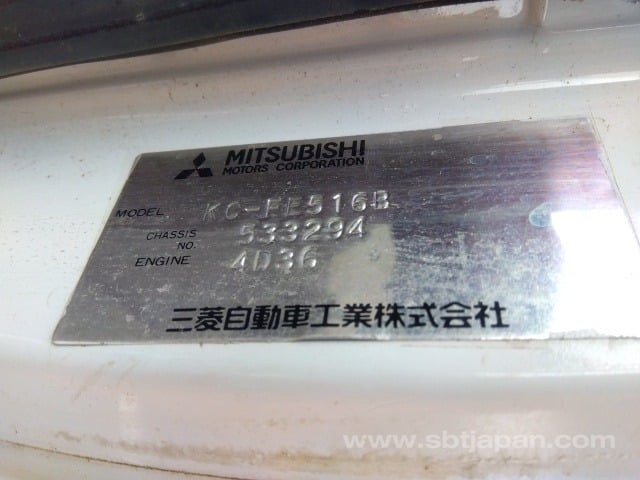 MITSUBISHI
MOTORS CORPORATION
MODEL KC-FE516B
CHASSIS NO. 533294
ENGINE 4D36
三菱自動車工業株式会社
www.sbtjapan.com